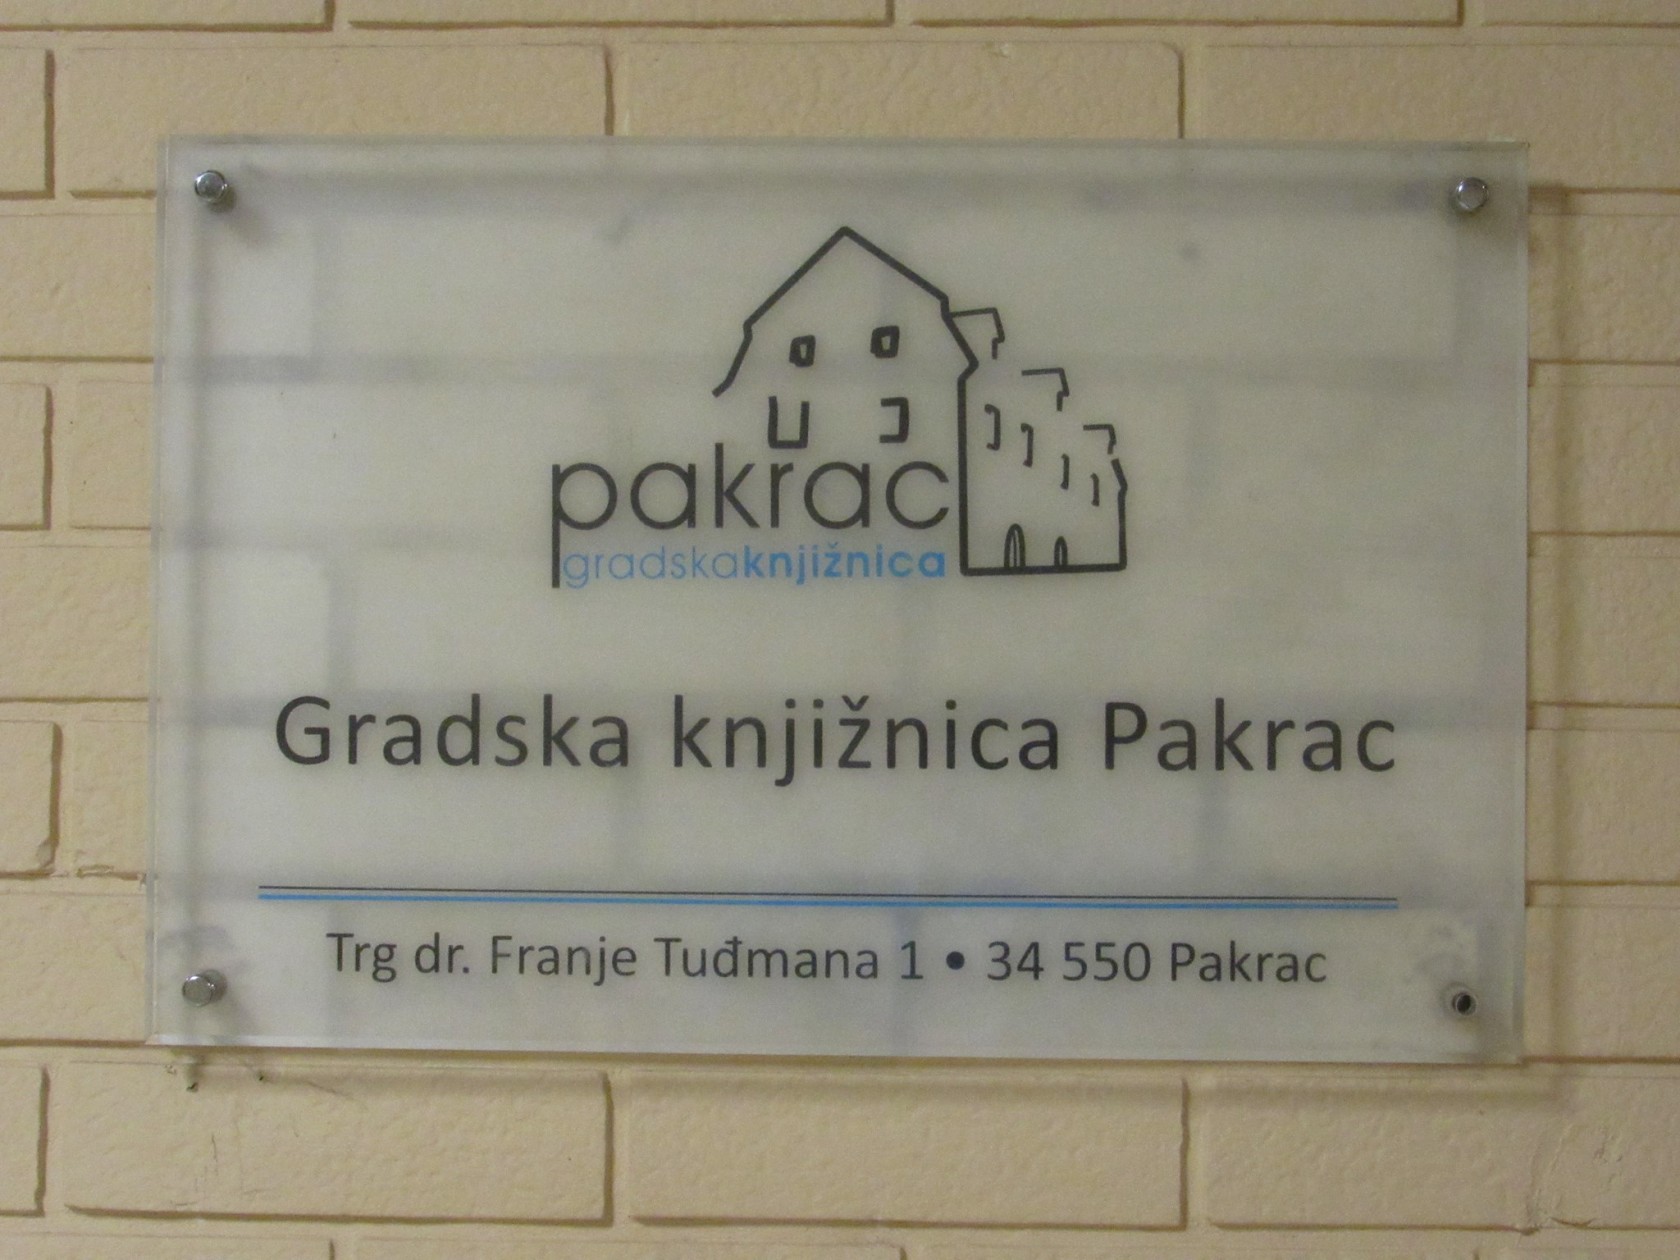 pakrac
gradskaknjižnica
Gradska knjižnica Pakrac
Trg dr. Franje Tuđmana 1 • 34 550 Pakrac